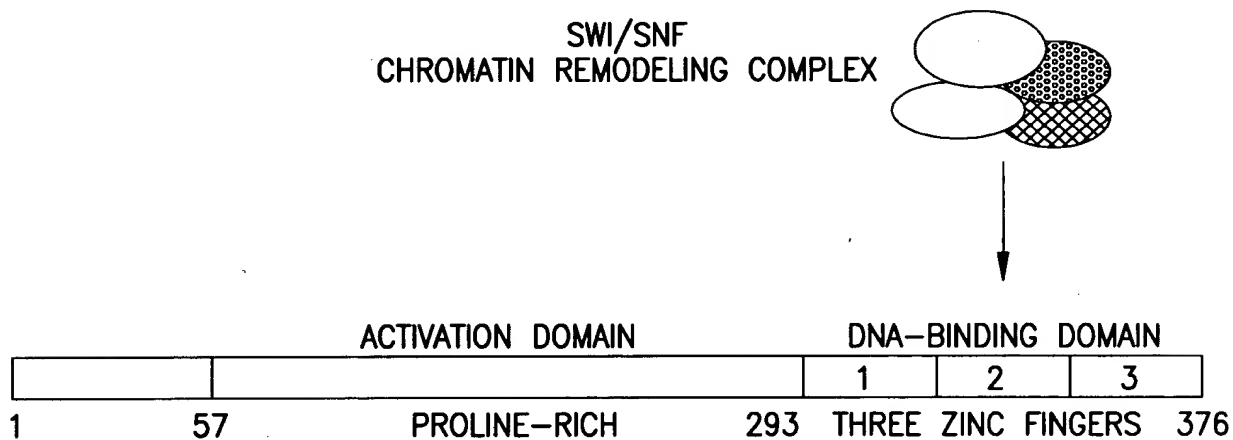 SWI/SNF
CHROMATIN REMODELING COMPLEX
ACTIVATION DOMAIN DNA-BINDING DOMAIN
1 2 3
1 57 PROLINE-RICH 293 THREE ZINC FINGERS 376